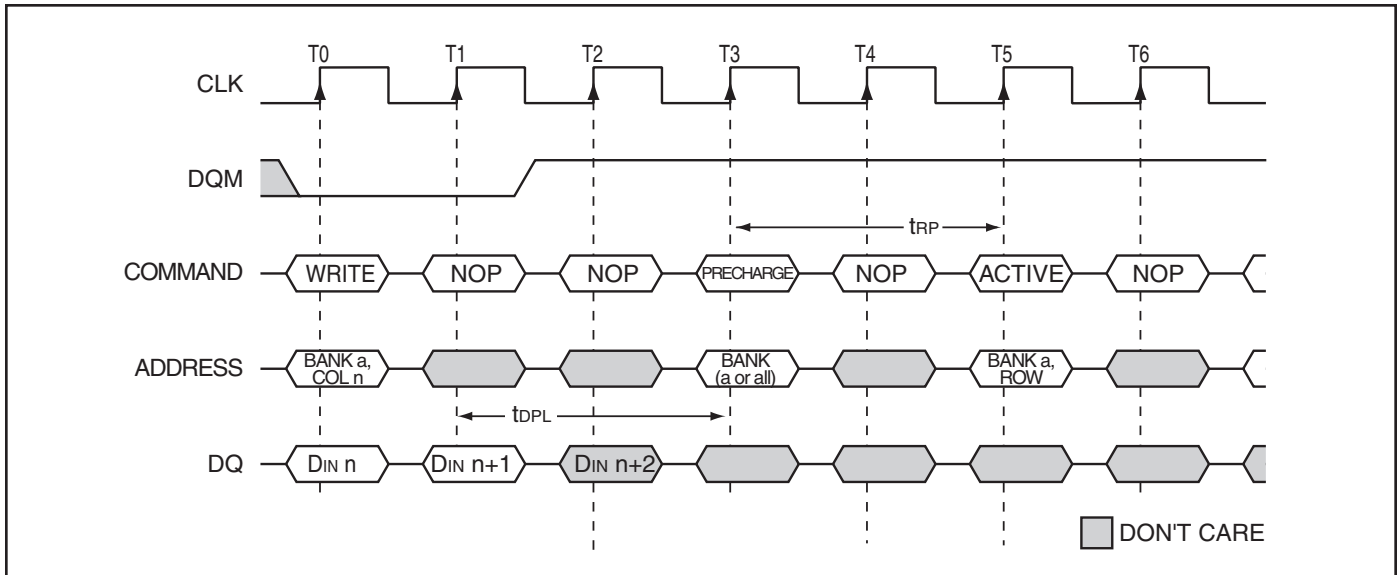 T0 T1 T2 T3 T4 T5 T6
CLK
DQM
tRP
COMMAND WRITE NOP NOP PRECHARGE NOP ACTIVE NOP
ADDRESS BANK a, COL n BANK (a or all) BANK a, ROW
tDPL
DQ DIN n DIN n+1 DIN n+2
DON'T CARE